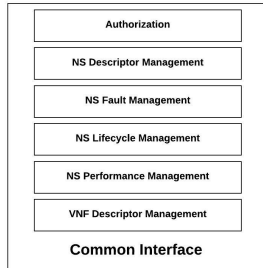 Authorization
NS Descriptor Management
NS Fault Management
NS Lifecycle Management
NS Performance Management
VNF Descriptor Management
Common Interface